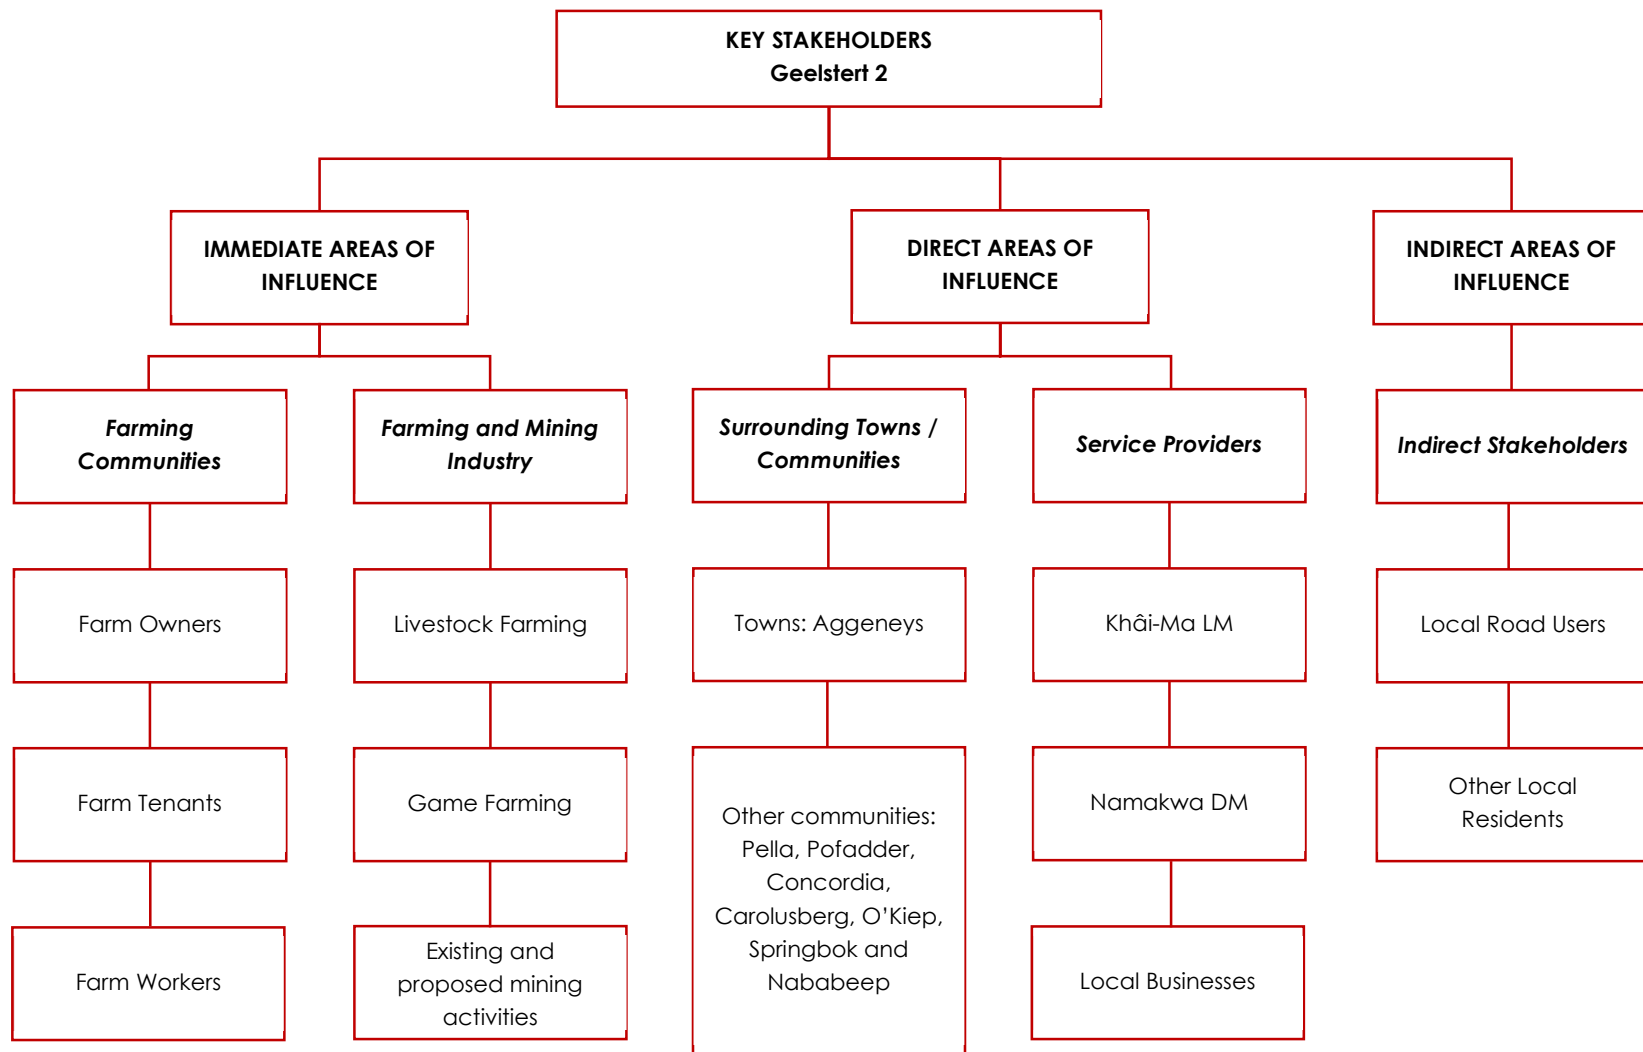 KEY STAKEHOLDERS
Geelstert 2
IMMEDIATE AREAS OF
INFLUENCE
DIRECT AREAS OF
INFLUENCE
INDIRECT AREAS OF
INFLUENCE
Farming
Communities
Farming and Mining
Industry
Surrounding Towns /
Communities
Service Providers
Indirect Stakeholders
Farm Owners
Livestock Farming
Towns: Aggeneys
Khâi-Ma LM
Local Road Users
Farm Tenants
Game Farming
Other communities:
Pella, Pofadder,
Concordia,
Carolusberg, O’Kiep,
Springbok and
Nababeep
Namakwa DM
Other Local
Residents
Farm Workers
Existing and
proposed mining
activities
Local Businesses